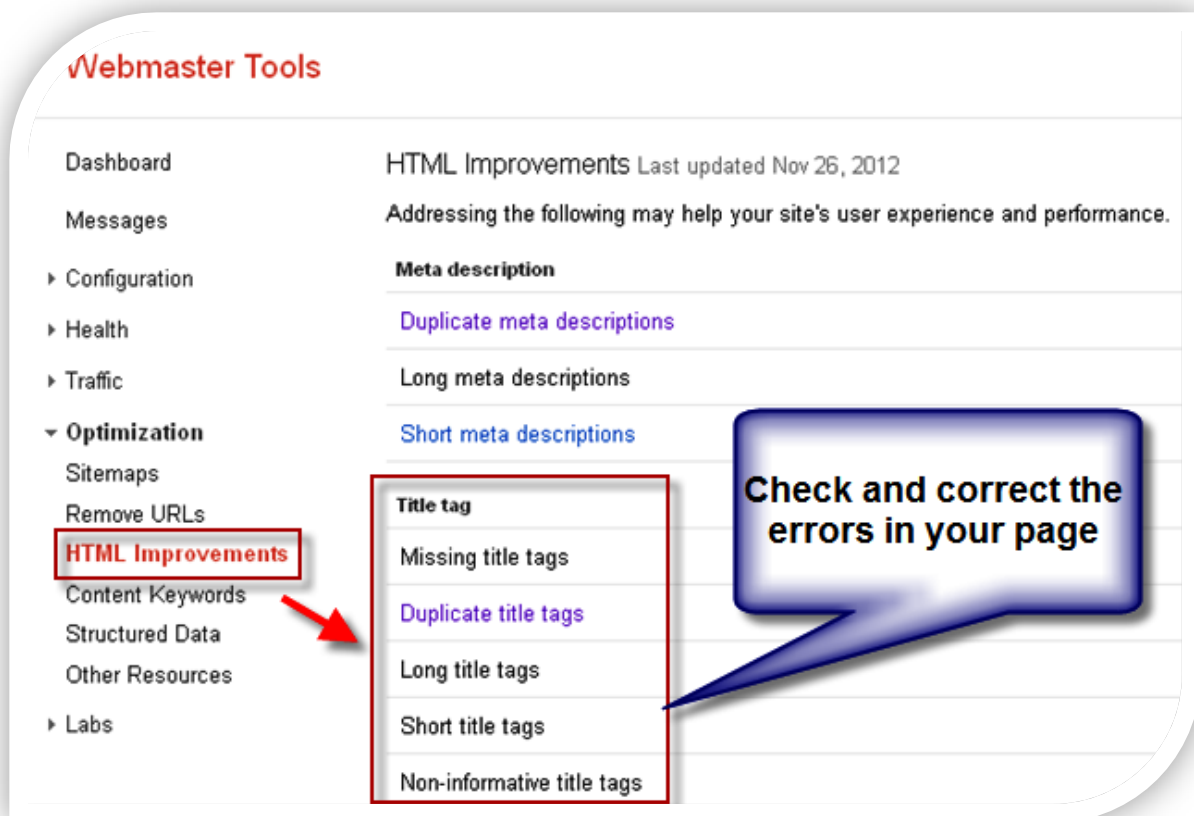 Webmaster Tools
Dashboard
Messages
Configuration
Health
Traffic
Optimization
Sitemaps
Remove URLs
HTML Improvements
Content Keywords
Structured Data
Other Resources
Labs
HTML Improvements Last updated Nov 26, 2012
Addressing the following may help your site's user experience and performance.
Meta description
Duplicate meta descriptions
Long meta descriptions
Short meta descriptions
Title tag
Missing title tags
Duplicate title tags
Long title tags
Short title tags
Non-informative title tags
Check and correct the
errors in your page